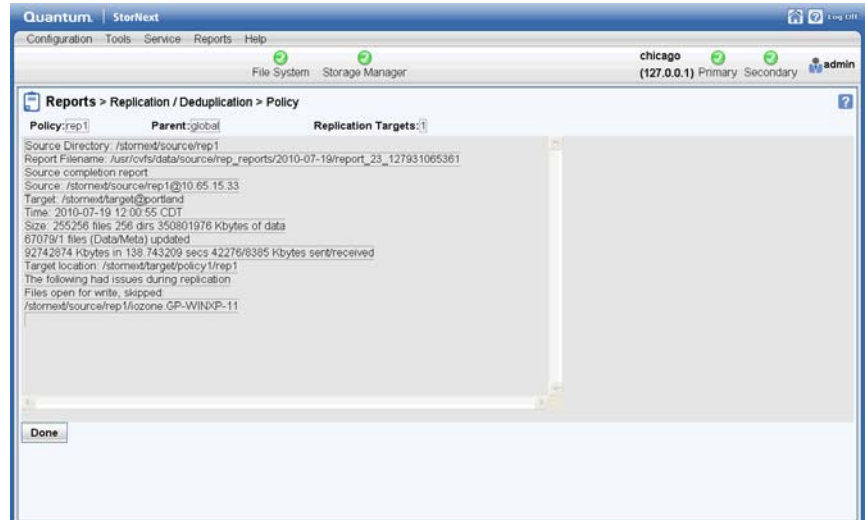 Quantum. StorNext
Log Off
Configuration Tools Service Reports Help
File System Storage Manager
chicago
(127.0.0.1) Primary Secondary
admin
Reports > Replication / Deduplication > Policy
Policy: rep1 Parent: global Replication Targets: 1
Source Directory: /stornext/source/rep1
Report Filename: /usr/cvfs/data/source/rep_reports/2010-07-19/report_23_127931065361
Source completion report
Source: /stornext/source/rep1@10.65.15.33
Target: /stornext/target@portland
Time: 2010-07-19 12:00:55 CDT
Size: 255256 files 256 dirs 350801976 Kbytes of data
67079/1 files (Data/Meta) updated
92742874 Kbytes in 138.743209 secs 42276/8385 Kbytes sent/received
Target location: /stornext/target/policy1/rep1
The following had issues during replication
Files open for write, skipped:
/stornext/source/rep1/iozone.GP-WINXP-11
Done